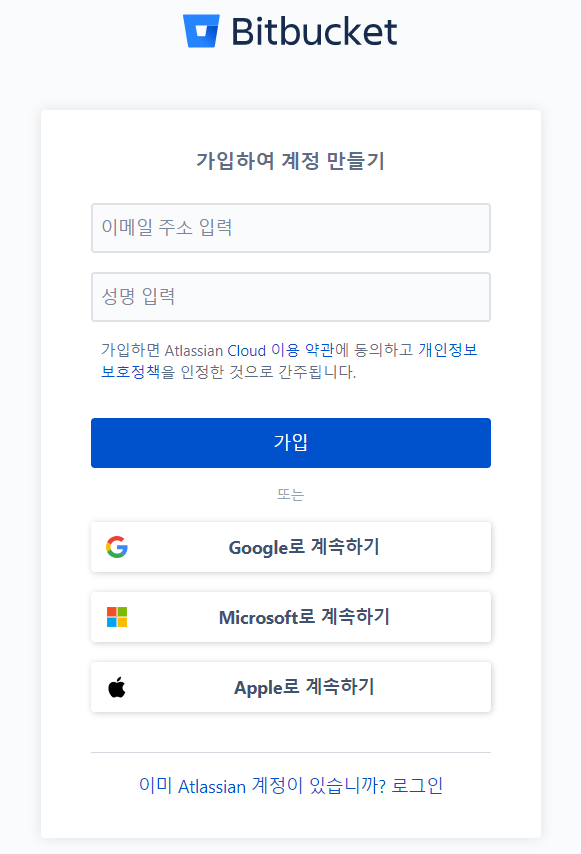 Bitbucket
가입하여 계정 만들기
이메일 주소 입력
성명 입력
가입하면 Atlassian Cloud 이용 약관에 동의하고 개인정보
보호정책을 인정한 것으로 간주됩니다.
가입
또는
Google로 계속하기
Microsoft로 계속하기
Apple로 계속하기
이미 Atlassian 계정이 있습니까? 로그인